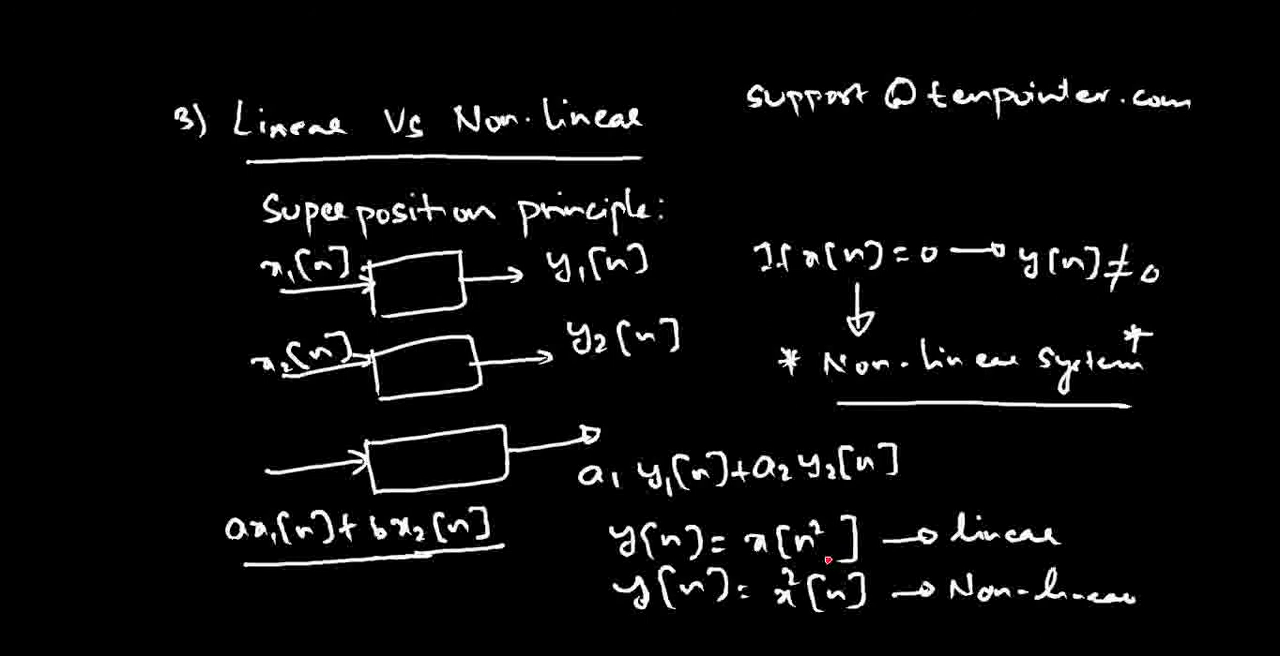 support @ tenpointer.com
3) Linear Vs Non-linear
Superposition principle:
x₁[n] y₁[n]
If x[n] = 0 → y[n] ≠ 0
x₂[n] y₂[n]
* Non-linear System *
a₁ y₁[n] + a₂ y₂[n]
ax₁[n] + bx₂[n]
y[n] = x[n²] → linear
y[n] = x²[n] → Non-linear